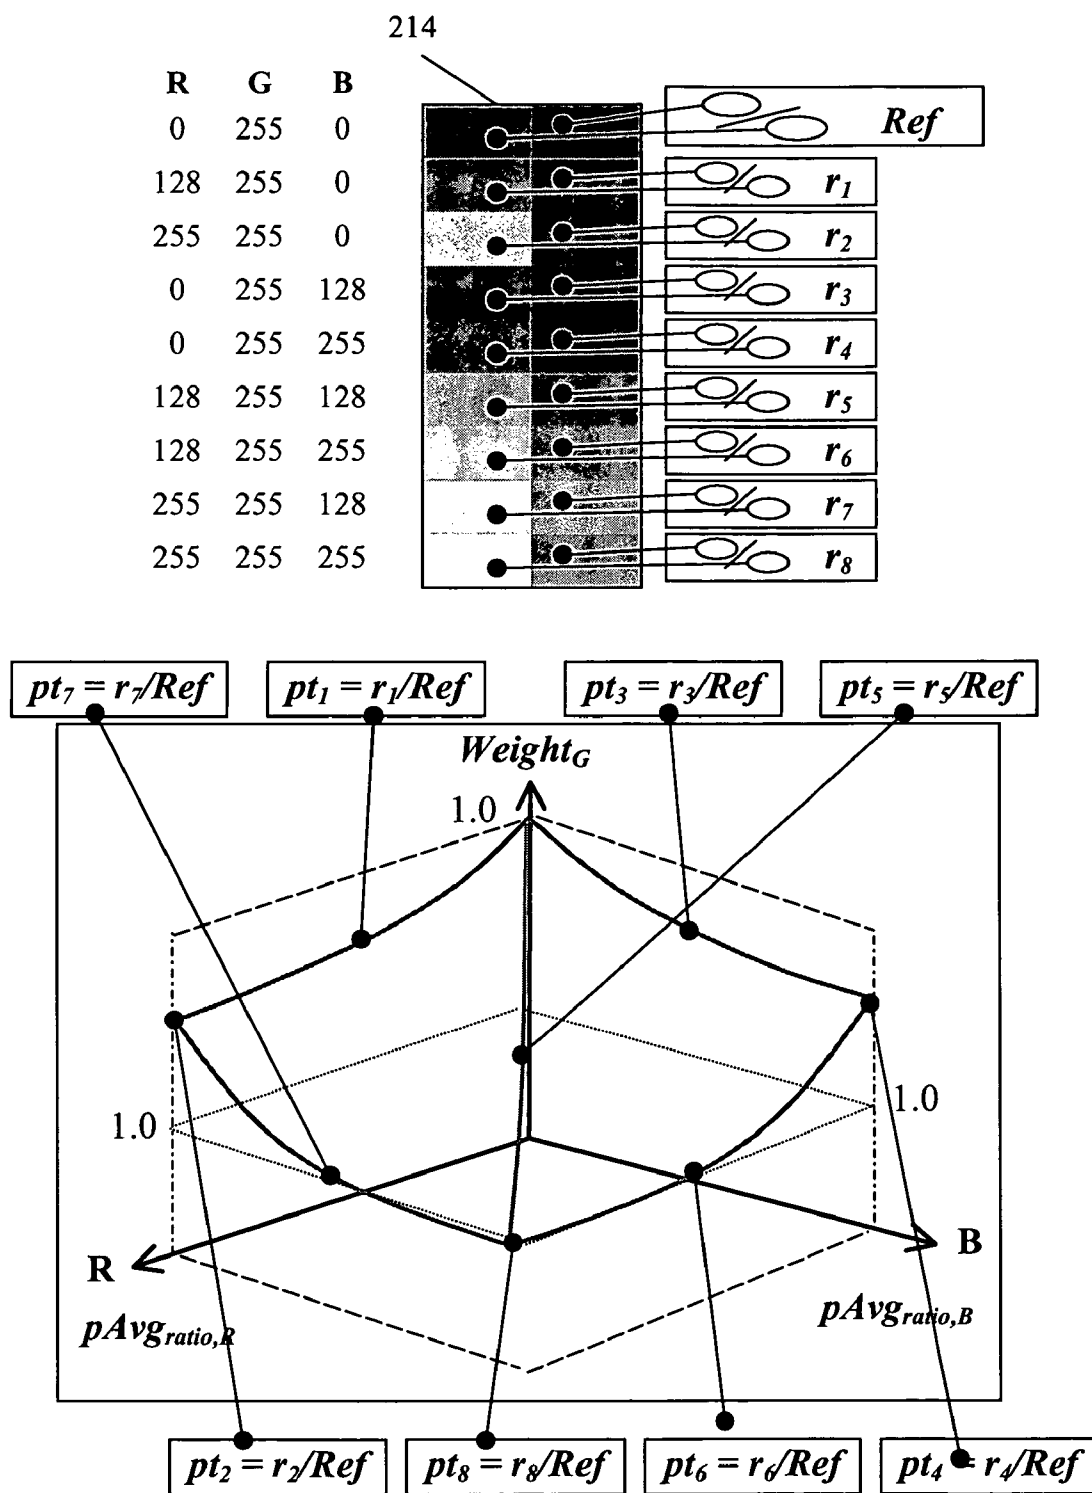 214
R G B
0 255 0 Ref
128 255 0 r1
255 255 0 r2
0 255 128 r3
0 255 255 r4
128 255 128 r5
128 255 255 r6
255 255 128 r7
255 255 255 r8
pt7 = r7/Ref pt1 = r1/Ref pt3 = r3/Ref pt5 = r5/Ref
WeightG
1.0
1.0 1.0
R B
pAvgratio,R pAvgratio,B
pt2 = r2/Ref pt8 = r8/Ref pt6 = r6/Ref pt4 = r4/Ref